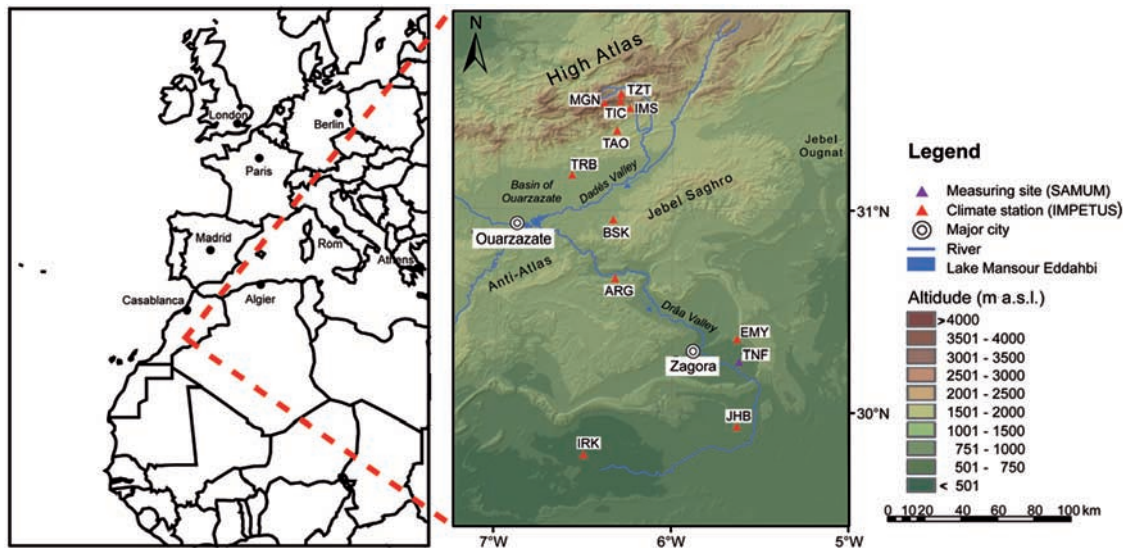 London
Berlin
Paris
Madrid
Rom
Athens
Casablanca
Algier
N
High Atlas
MGN
TZT
TIC
IMS
TAO
TRB
Basin of
Ouarzazate
Dadés Valley
Jebel Saghro
Jebel
Ougnat
Ouarzazate
BSK
Anti-Atlas
ARG
Drâa Valley
EMY
TNF
Zagora
JHB
IRK
31°N
30°N
7°W
6°W
5°W
Legend
Measuring site (SAMUM)
Climate station (IMPETUS)
Major city
River
Lake Mansour Eddahbi
Altidude (m a.s.l.)
>4000
3501 - 4000
3001 - 3500
2501 - 3000
2001 - 2500
1501 - 2000
1001 - 1500
751 - 1000
501 - 750
< 501
0 1020 40 60 80 100
km